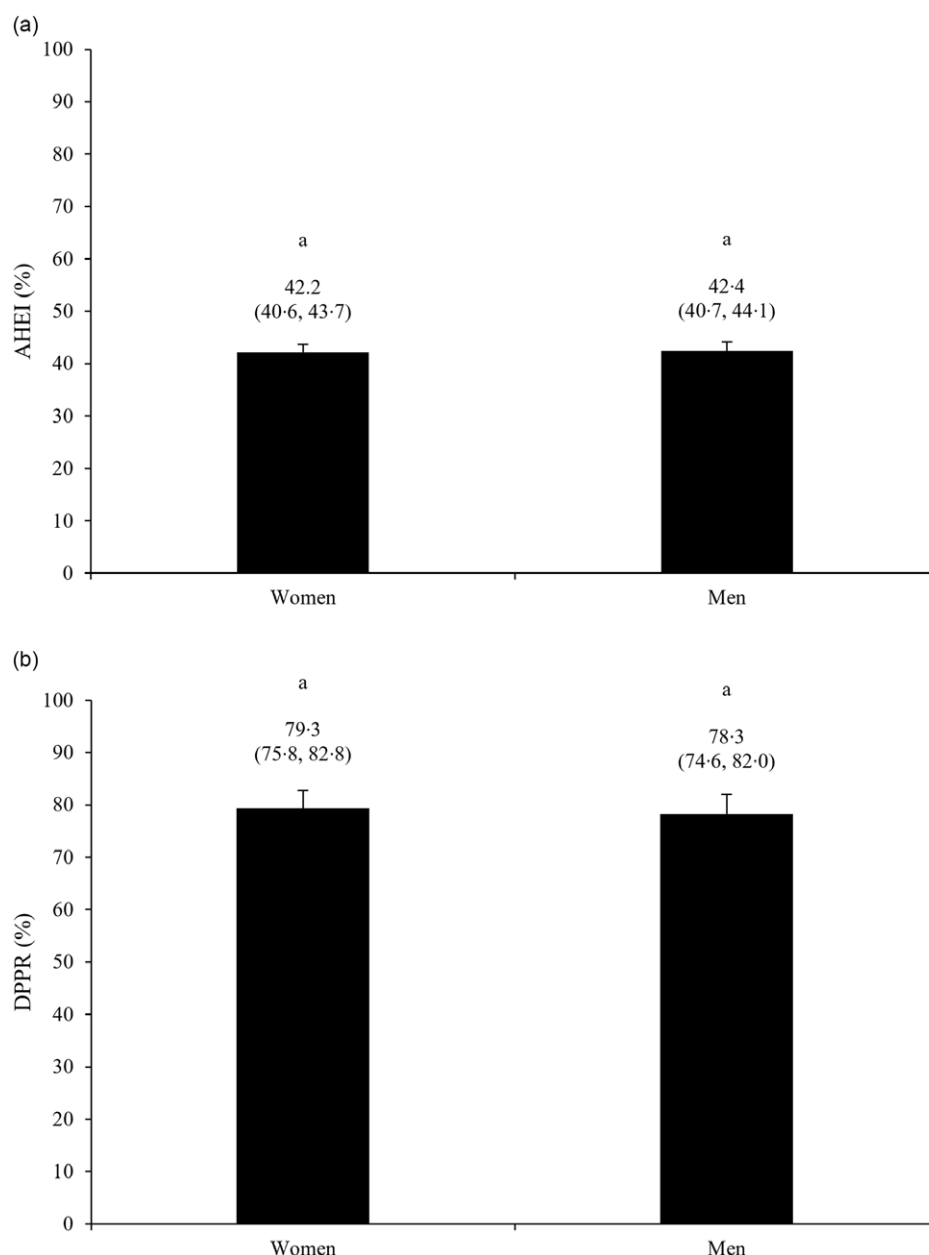 (a)
100
90
80
70
60
50
40
30
20
10
0
AHEI (%)
a
42.2
(40·6, 43·7)
a
42·4
(40·7, 44·1)
Women
Men
(b)
100
90
80
70
60
50
40
30
20
10
0
DPPR (%)
a
79·3
(75·8, 82·8)
a
78·3
(74·6, 82·0)
Women
Men